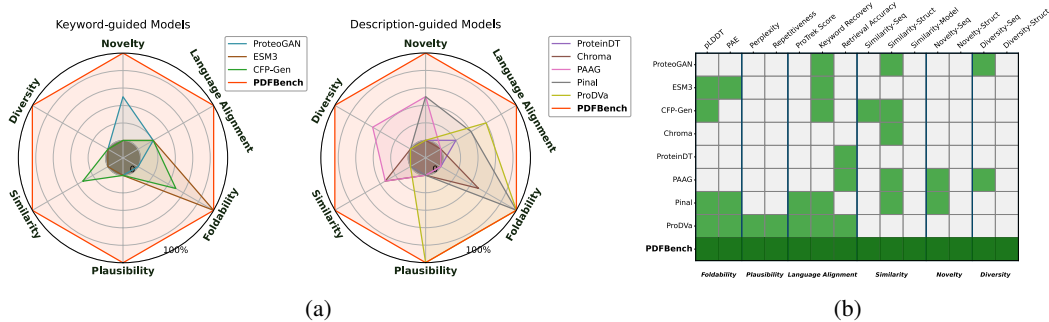 Keyword-guided Models
Novelty
Language Alignment
Foldability
Plausibility
Similarity
Diversity
0
100%
ProteoGAN
ESM3
CFP-Gen
PDFBench
Description-guided Models
Novelty
Language Alignment
Foldability
Plausibility
Similarity
Diversity
0
100%
ProteinDT
Chroma
PAAG
Pinal
ProDVa
PDFBench
(a)
pLDDT
PAE
Perplexity
Repetitiveness
ProTrek Score
Keyword Recovery
Retrieval Accuracy
Similarity-Seq
Similarity-Struct
Similarity-Model
Novelty-Seq
Novelty-Struct
Diversity-Seq
Diversity-Struct
ProteoGAN
ESM3
CFP-Gen
Chroma
ProteinDT
PAAG
Pinal
ProDVa
PDFBench
Foldability Plausibility Language Alignment Similarity Novelty Diversity
(b)